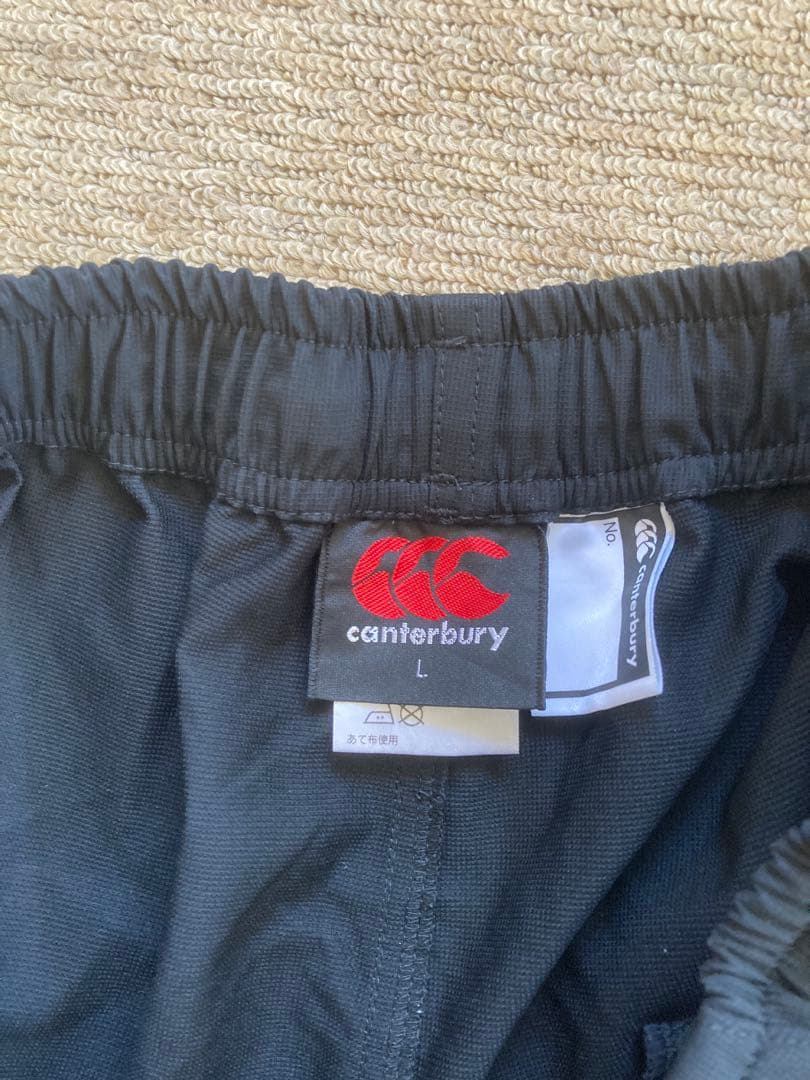 canterbury
L
あて布使用
No.
canterbury